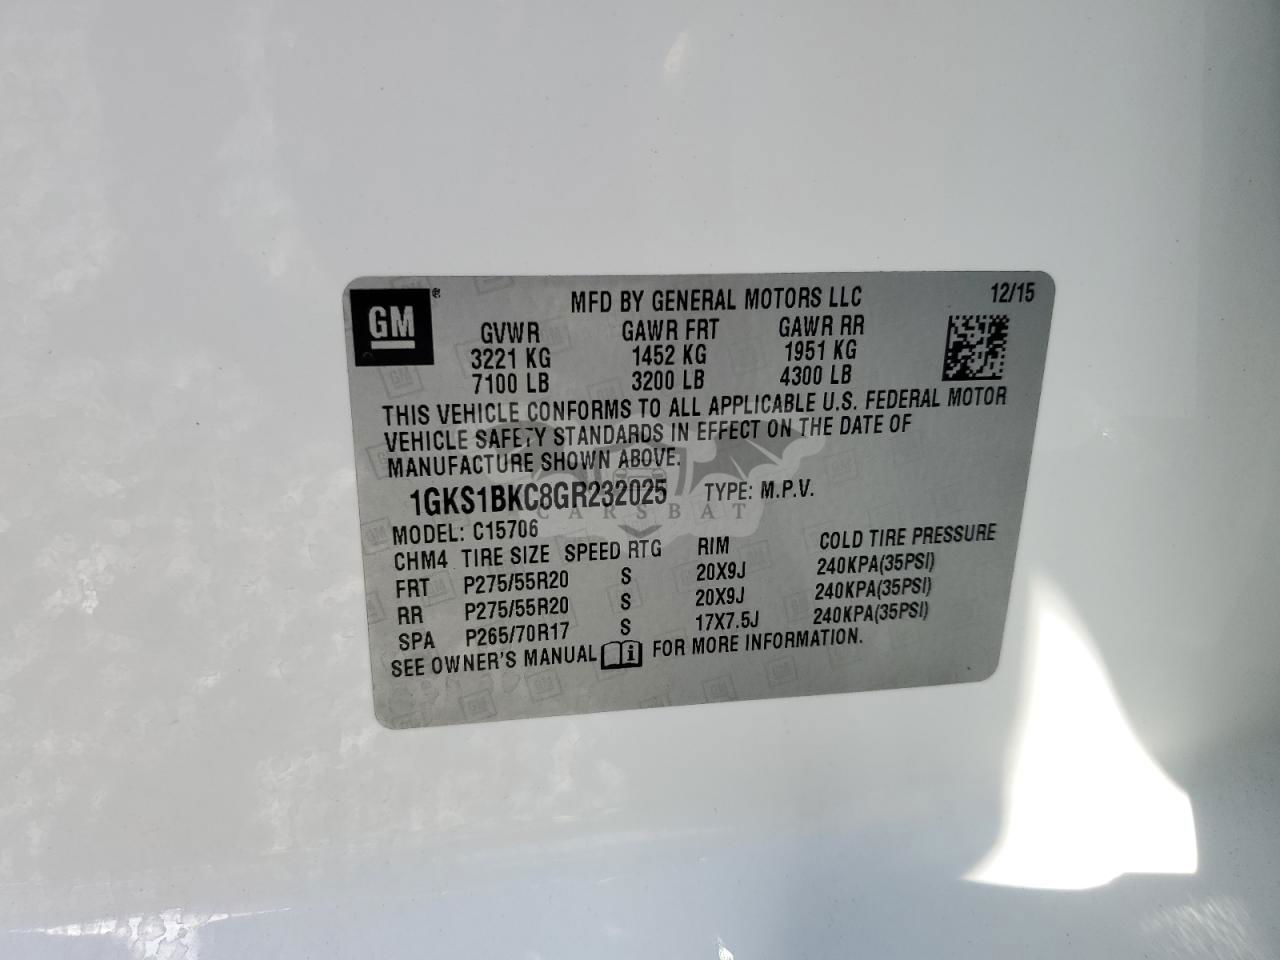 GM® MFD BY GENERAL MOTORS LLC 12/15
GVWR GAWR FRT GAWR RR
3221 KG 1452 KG 1951 KG
7100 LB 3200 LB 4300 LB
THIS VEHICLE CONFORMS TO ALL APPLICABLE U.S. FEDERAL MOTOR
VEHICLE SAFETY STANDARDS IN EFFECT ON THE DATE OF
MANUFACTURE SHOWN ABOVE.
1GKS1BKC8GR232025 TYPE: M.P.V.
CARSBAT
MODEL: C15706
CHM4 TIRE SIZE SPEED RTG RIM COLD TIRE PRESSURE
FRT P275/55R20 S 20X9J 240KPA(35PSI)
RR P275/55R20 S 20X9J 240KPA(35PSI)
SPA P265/70R17 S 17X7.5J 240KPA(35PSI)
SEE OWNER'S MANUAL i FOR MORE INFORMATION.